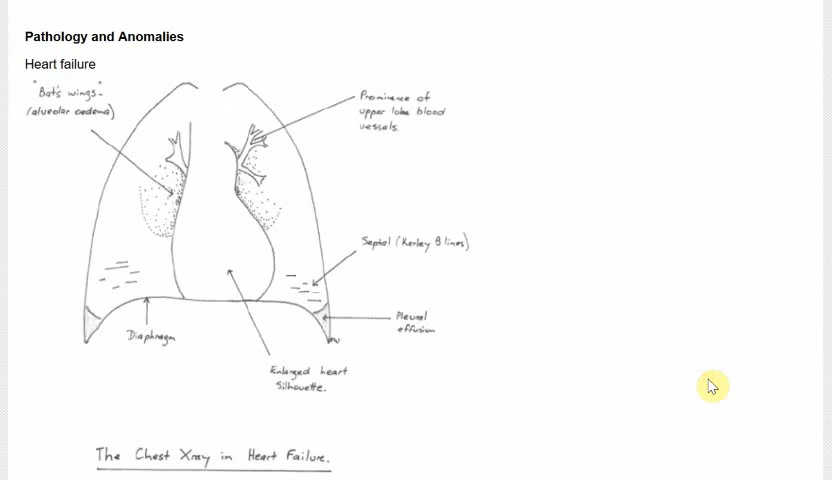 Pathology and Anomalies
Heart failure
"Bat's wings"-
(alveolar oedema)
Prominence of
upper lobe blood
vessels.
Septal (Kerley B lines)
Pleural
effusion
Diaphragm
Enlarged heart
Silhouette.
The Chest Xray in Heart Failure.